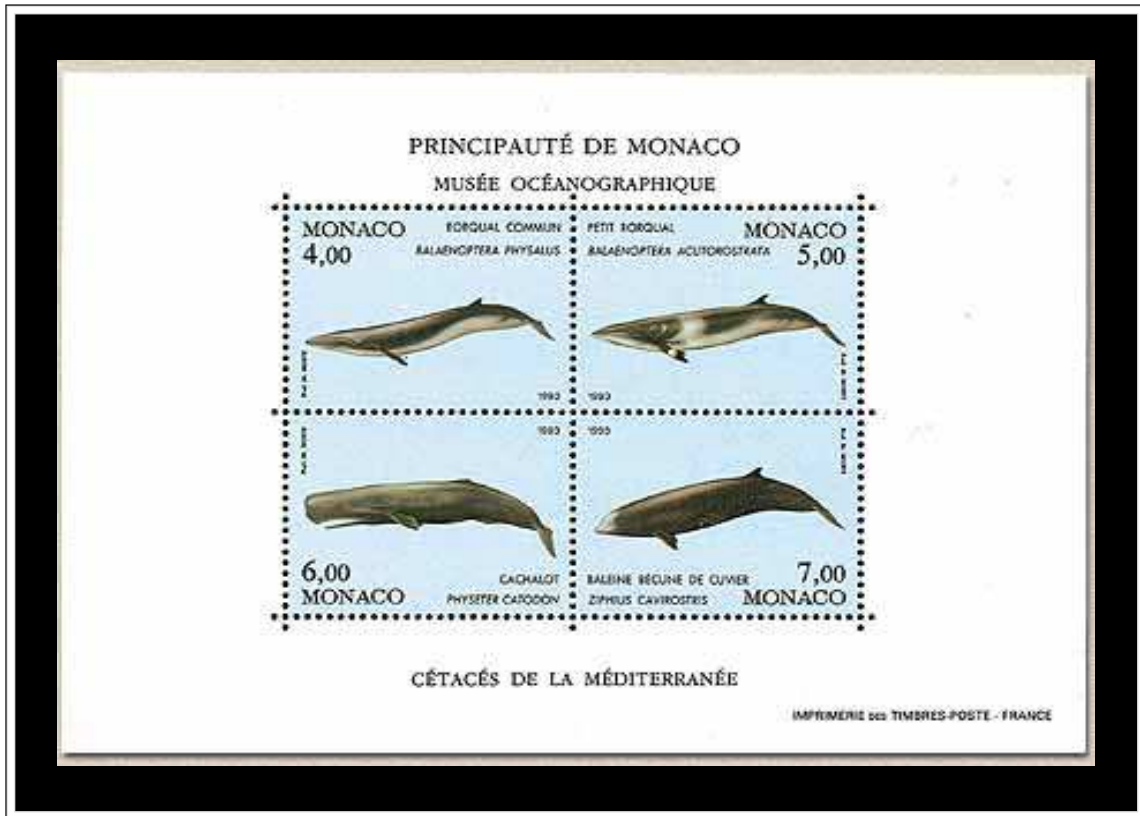 PRINCIPAUTÉ DE MONACO
MUSÉE OCÉANOGRAPHIQUE
MONACO
4,00
RORQUAL COMMUN
BALAENOPTERA PHYSALUS
1993
PETIT RORQUAL
BALAENOPTERA ACUTOROSTRATA
MONACO
5,00
1993
1993
6,00
MONACO
CACHALOT
PHYSETER CATODON
1993
BALEINE BÉCUNE DE CUVIER
ZIPHIUS CAVIROSTRIS
7,00
MONACO
CÉTACÉS DE LA MÉDITERRANÉE
IMPRIMERIE DES TIMBRES-POSTE - FRANCE